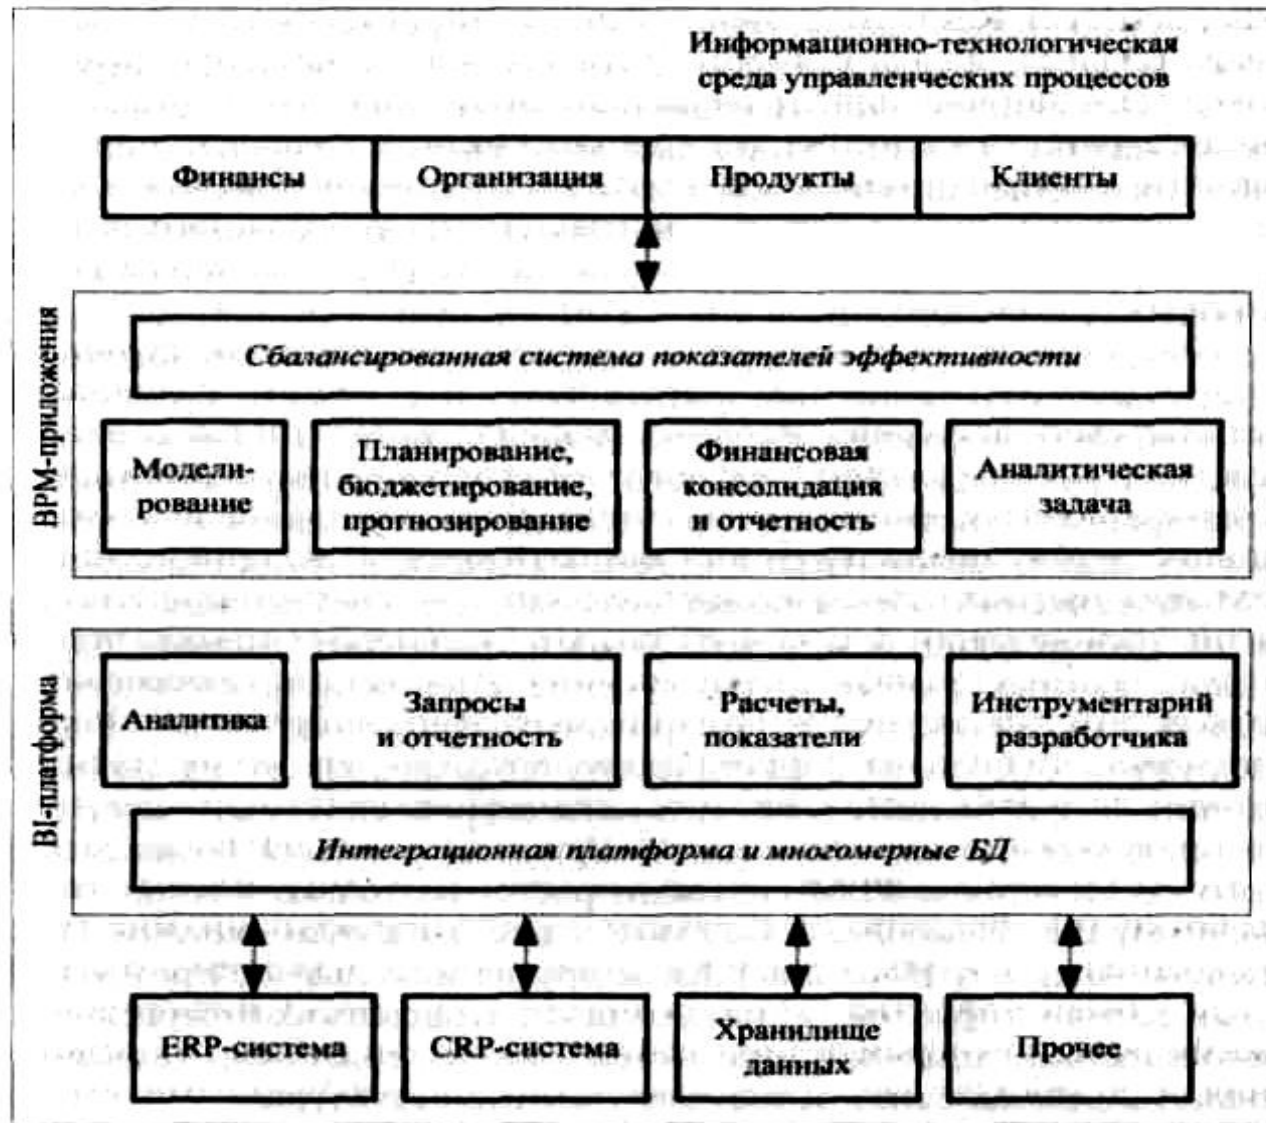 Информационно-технологическая
среда управленческих процессов
Финансы
Организация
Продукты
Клиенты
BPM-приложения
Сбалансированная система показателей эффективности
Модели-
рование
Планирование,
бюджетирование,
прогнозирование
Финансовая
консолидация
и отчетность
Аналитическая
задача
BI-платформа
Аналитика
Запросы
и отчетность
Расчеты,
показатели
Инструментарий
разработчика
Интеграционная платформа и многомерные БД
ERP-система
CRP-система
Хранилище
данных
Прочее